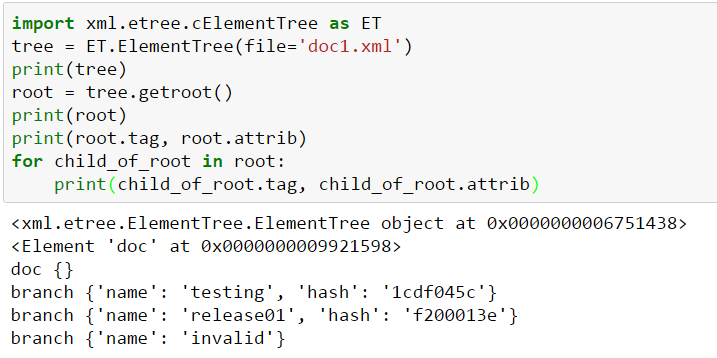 import xml.etree.cElementTree as ET
tree = ET.ElementTree(file='doc1.xml')
print(tree)
root = tree.getroot()
print(root)
print(root.tag, root.attrib)
for child_of_root in root:
    print(child_of_root.tag, child_of_root.attrib)
<xml.etree.ElementTree.ElementTree object at 0x0000000006751438>
<Element 'doc' at 0x0000000009921598>
doc {}
branch {'name': 'testing', 'hash': '1cdf045c'}
branch {'name': 'release01', 'hash': 'f200013e'}
branch {'name': 'invalid'}